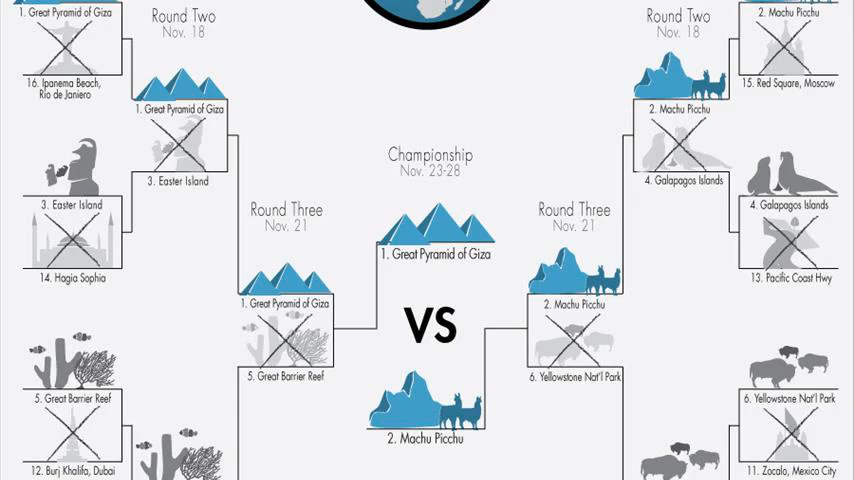 1. Great Pyramid of Giza
16. Ipanema Beach,
Rio de Janiero
3. Easter Island
14. Hagia Sophia
5. Great Barrier Reef
12. Burj Khalifa, Dubai
Round Two
Nov. 18
1. Great Pyramid of Giza
3. Easter Island
Round Three
Nov. 21
1. Great Pyramid of Giza
5. Great Barrier Reef
Championship
Nov. 23-28
1. Great Pyramid of Giza
VS
2. Machu Picchu
Round Three
Nov. 21
2. Machu Picchu
6. Yellowstone Nat'l Park
Round Two
Nov. 18
2. Machu Picchu
4. Galapagos Islands
2. Machu Picchu
15. Red Square, Moscow
4. Galapagos Islands
13. Pacific Coast Hwy
6. Yellowstone Nat'l Park
11. Zocalo, Mexico City